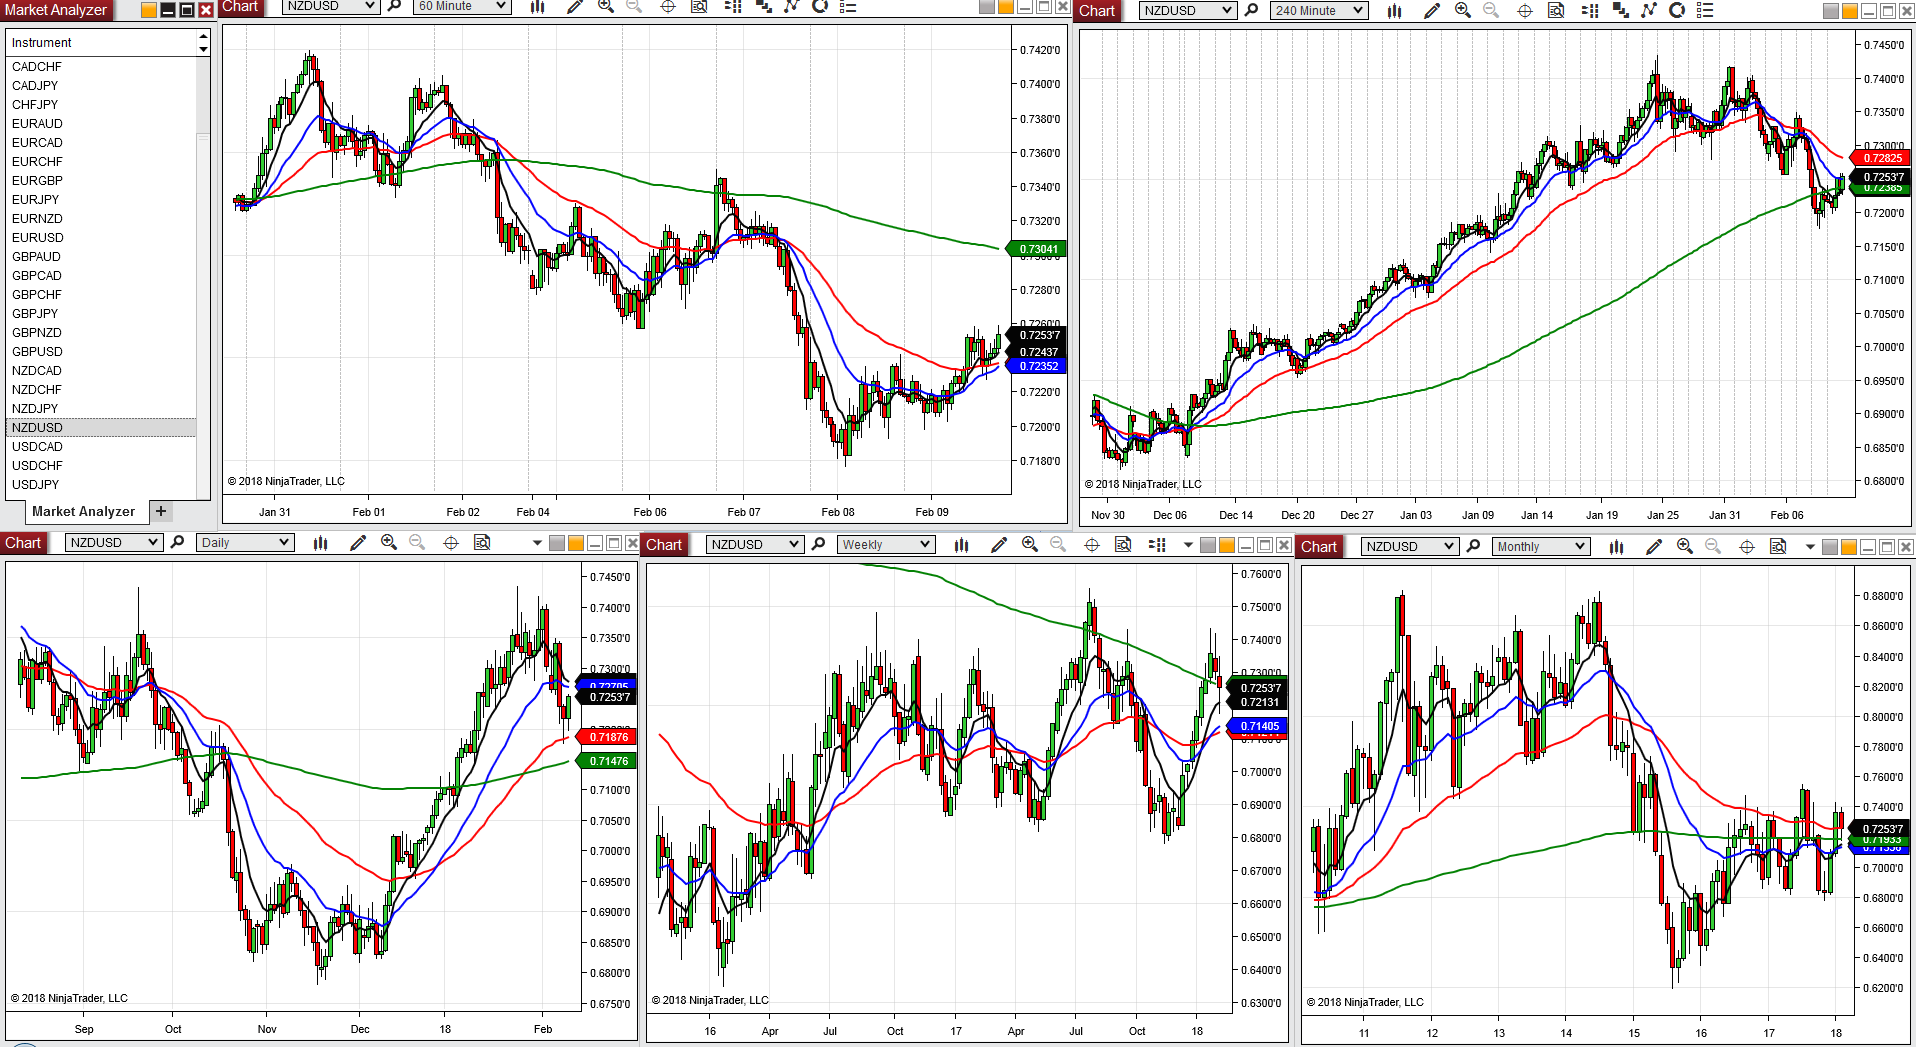 Market Analyzer
Instrument
CADCHF
CADJPY
CHFJPY
EURAUD
EURCAD
EURCHF
EURGBP
EURJPY
EURNZD
EURUSD
GBPAUD
GBPCAD
GBPCHF
GBPJPY
GBPNZD
GBPUSD
NZDCAD
NZDCHF
NZDJPY
NZDUSD
USDCAD
USDCHF
USDJPY
Market Analyzer +
Chart NZDUSD 60 Minute
0.7420'0
0.7400'0
0.7380'0
0.7360'0
0.7340'0
0.7320'0
0.73041
0.7280'0
0.7253'7
0.72437
0.72352
0.7220'0
0.7200'0
0.7180'0
© 2018 NinjaTrader, LLC
Jan 31 Feb 01 Feb 02 Feb 04 Feb 06 Feb 07 Feb 08 Feb 09
Chart NZDUSD 240 Minute
0.7450'0
0.7400'0
0.7350'0
0.7300'0
0.72825
0.7253'7
0.72385
0.7200'0
0.7150'0
0.7100'0
0.7050'0
0.7000'0
0.6950'0
0.6900'0
0.6850'0
0.6800'0
© 2018 NinjaTrader, LLC
Nov 30 Dec 06 Dec 14 Dec 20 Dec 27 Jan 03 Jan 09 Jan 14 Jan 19 Jan 25 Jan 31 Feb 06
Chart NZDUSD Daily
0.7450'0
0.7400'0
0.7350'0
0.7300'0
0.7253'7
0.71876
0.71476
0.7100'0
0.7050'0
0.7000'0
0.6950'0
0.6900'0
0.6850'0
0.6800'0
0.6750'0
© 2018 NinjaTrader, LLC
Sep Oct Nov Dec 18 Feb
Chart NZDUSD Weekly
0.7600'0
0.7500'0
0.7400'0
0.7300'0
0.7253'7
0.72131
0.71405
0.7000'0
0.6900'0
0.6800'0
0.6700'0
0.6600'0
0.6500'0
0.6400'0
0.6300'0
© 2018 NinjaTrader, LLC
16 Apr Jul Oct 17 Apr Jul Oct 18
Chart NZDUSD Monthly
0.8800'0
0.8600'0
0.8400'0
0.8200'0
0.8000'0
0.7800'0
0.7600'0
0.7400'0
0.7253'7
0.7000'0
0.6800'0
0.6600'0
0.6400'0
0.6200'0
© 2018 NinjaTrader, LLC
11 12 13 14 15 16 17 18